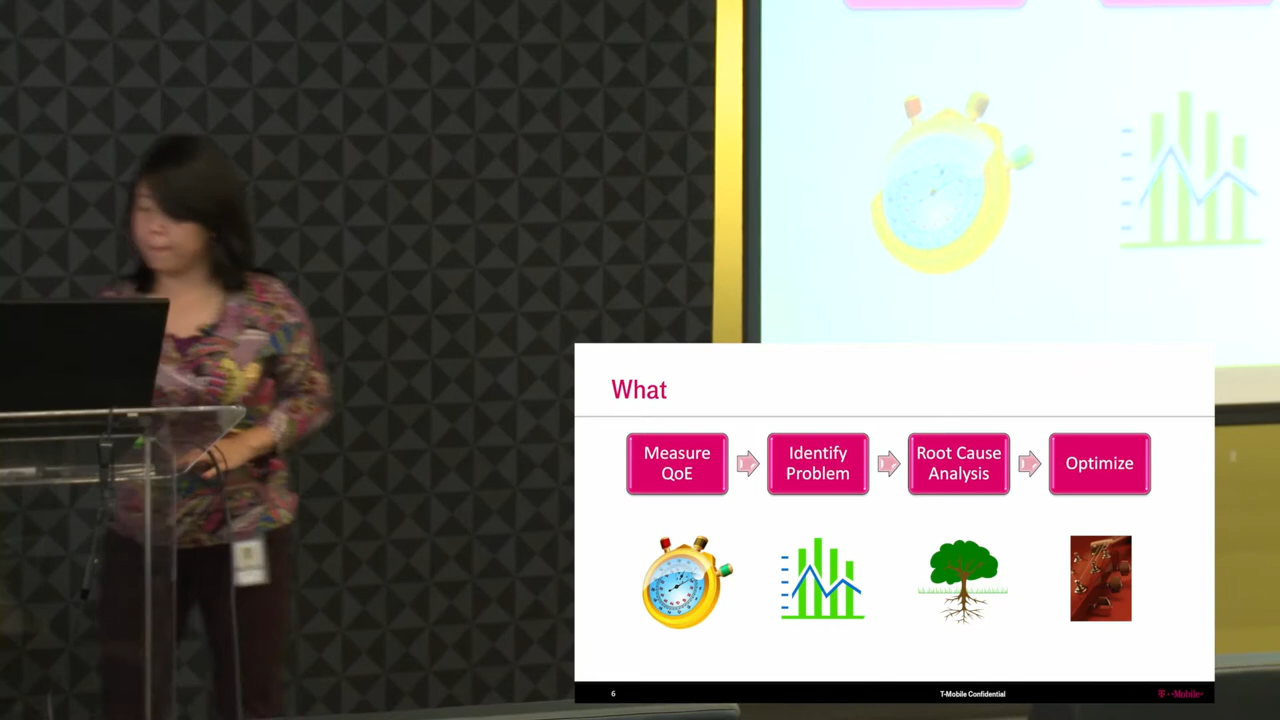 What
Measure
QoE
Identify
Problem
Root Cause
Analysis
Optimize
6
T-Mobile Confidential
T··Mobile·